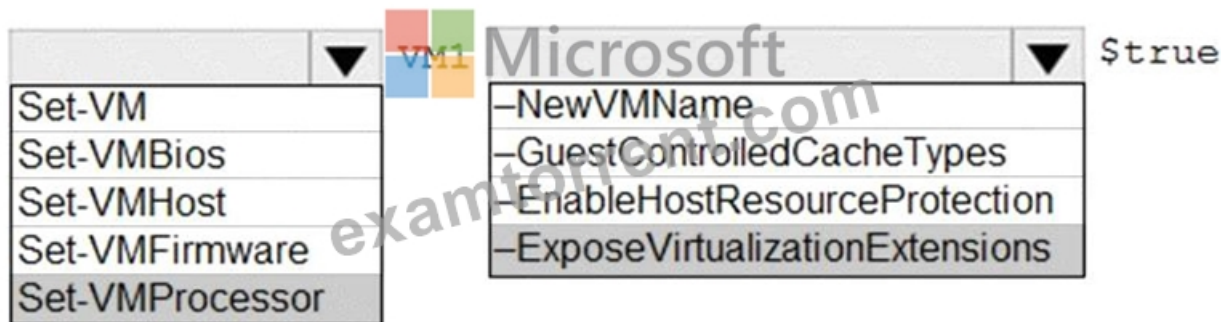 VM1 Microsoft $true
Set-VM
Set-VMBios
Set-VMHost
Set-VMFirmware
Set-VMProcessor
–NewVMName
–GuestControlledCacheTypes
–EnableHostResourceProtection
–ExposeVirtualizationExtensions
examtorrent.com